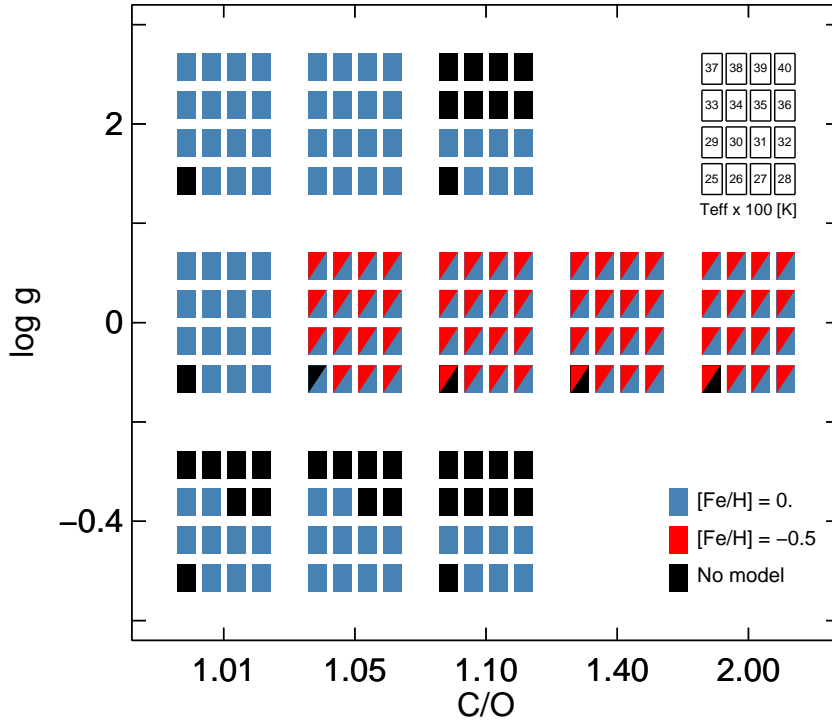 37 38 39 40
33 34 35 36
29 30 31 32
25 26 27 28
Teff x 100 [K]
2
0
−0.4
log g
[Fe/H] = 0.
[Fe/H] = −0.5
No model
1.01 1.05 1.10 1.40 2.00
C/O